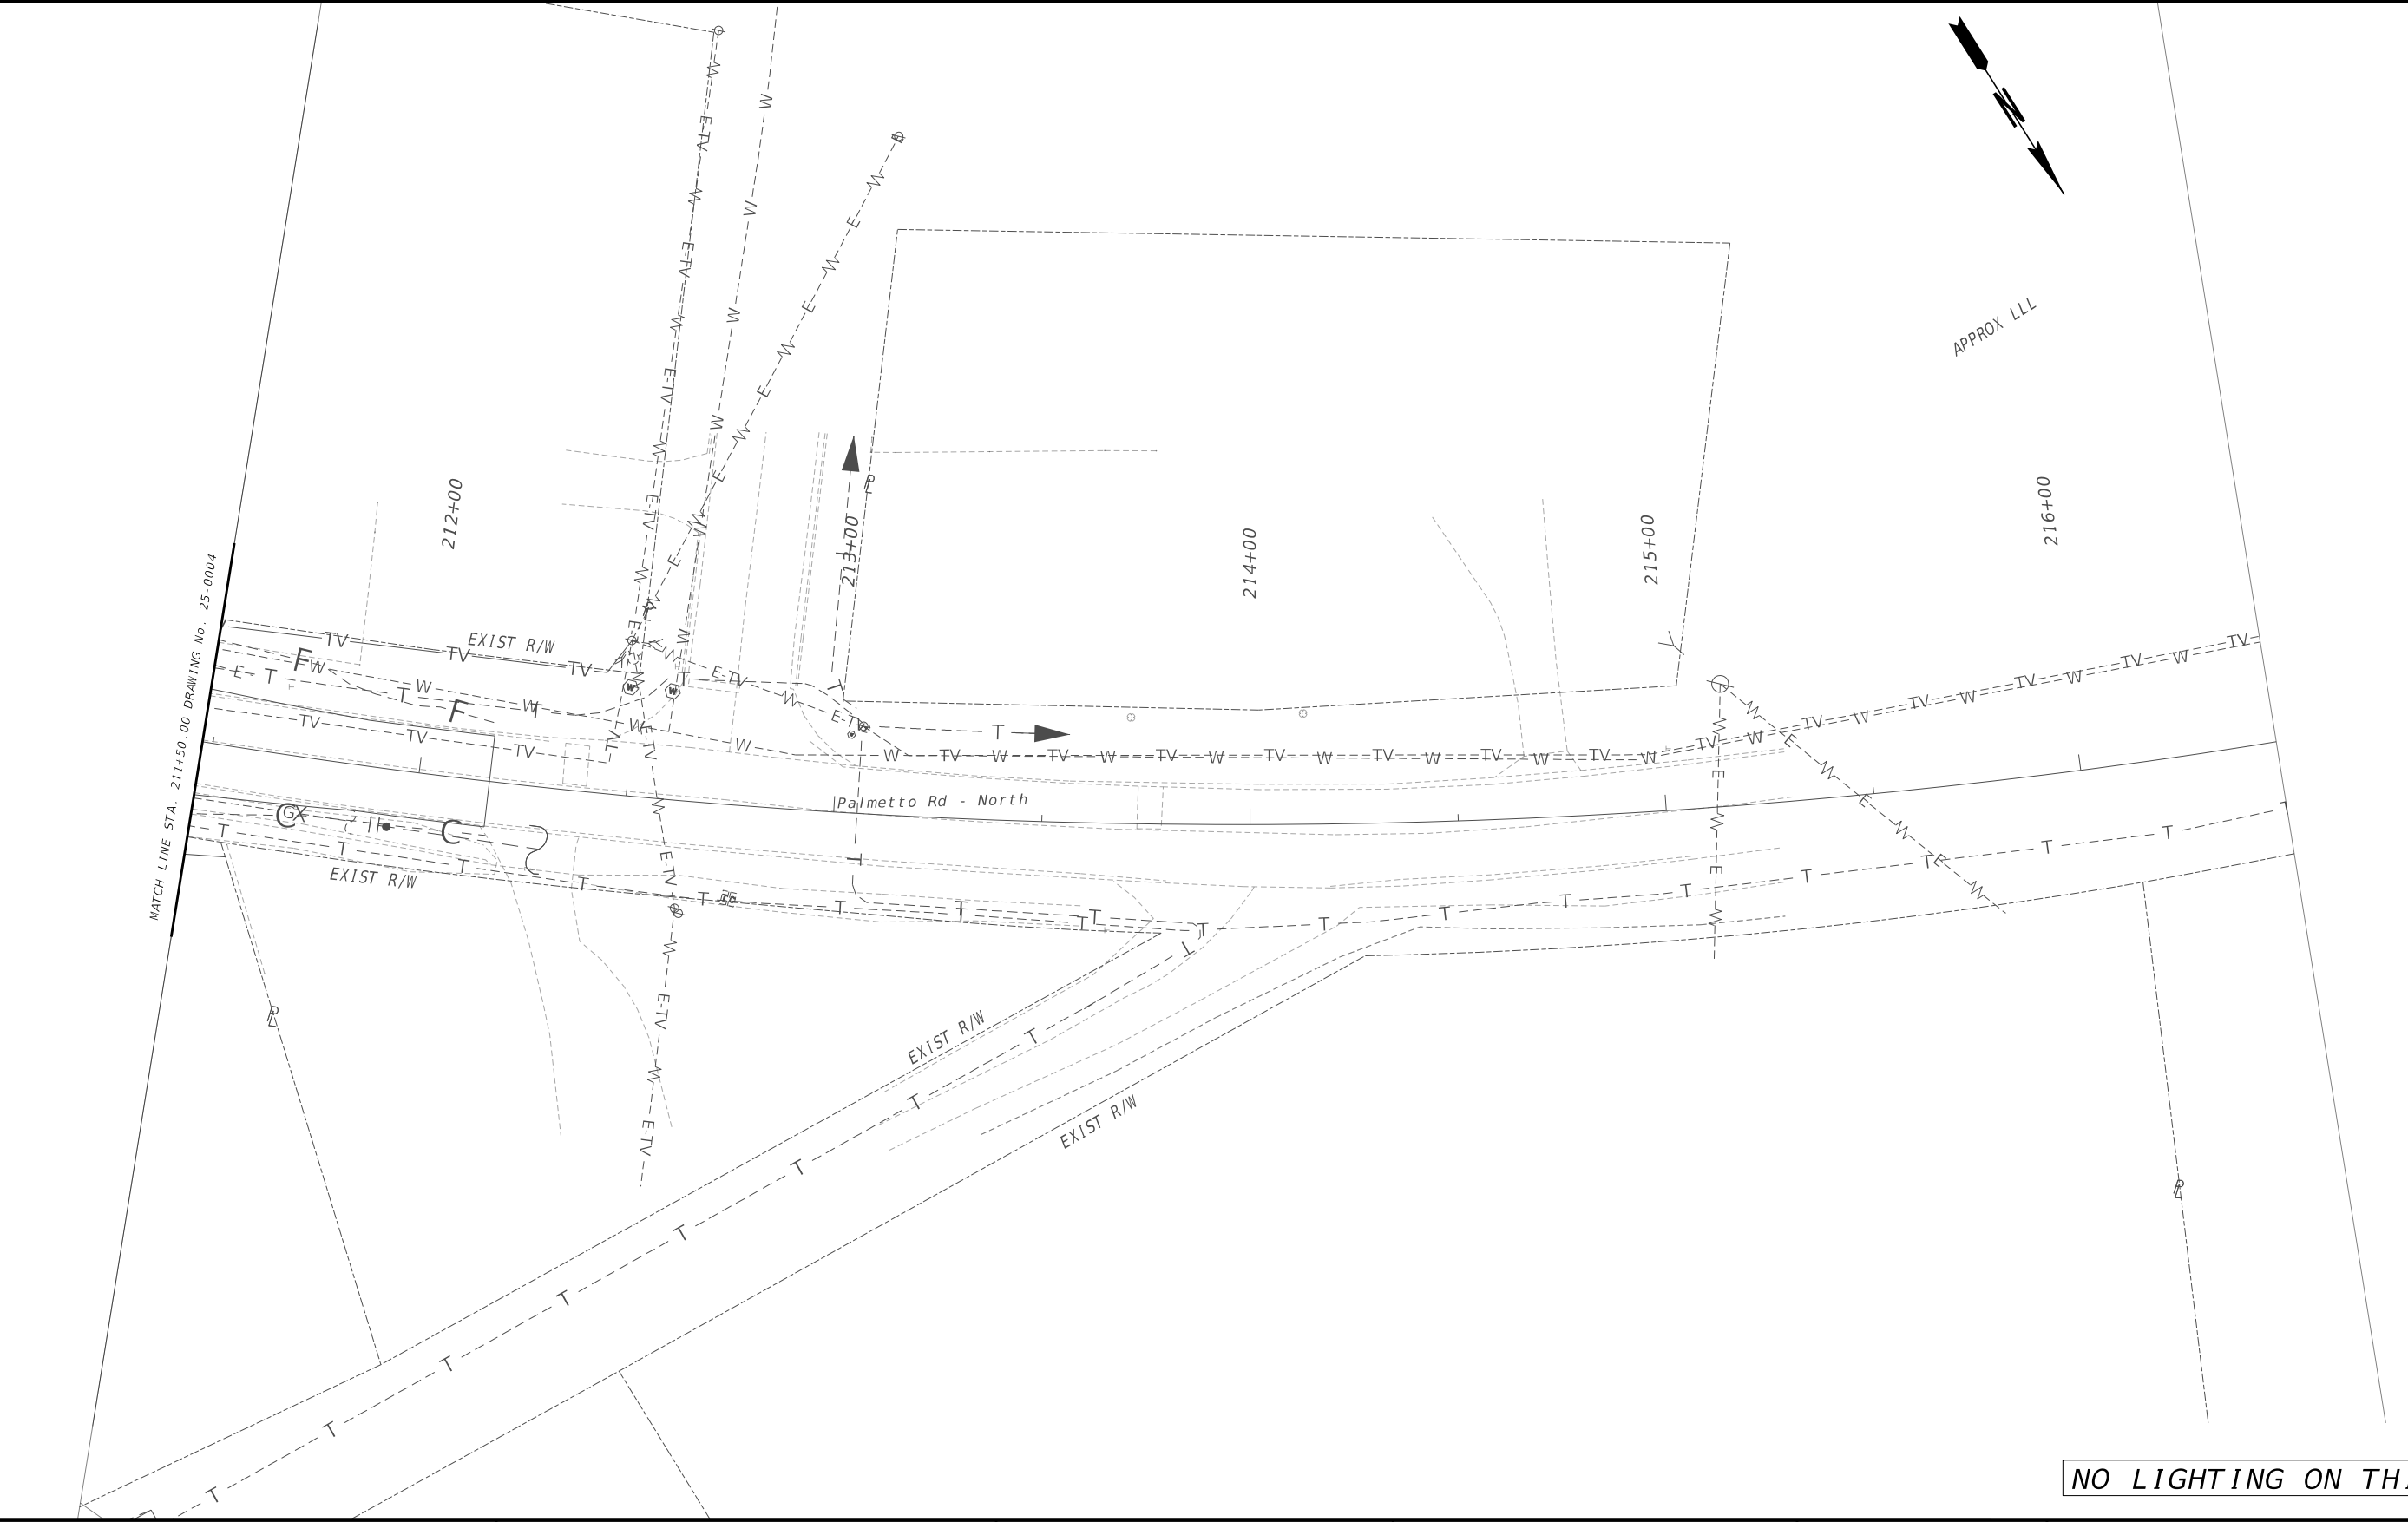 N
APPROX LLL
212+00
213+00
214+00
215+00
216+00
MATCH LINE STA. 211+50.00 DRAWING No. 25-0004
EXIST R/W
Palmetto Rd - North
EXIST R/W
EXIST R/W
EXIST R/W
NO LIGHTING ON TH